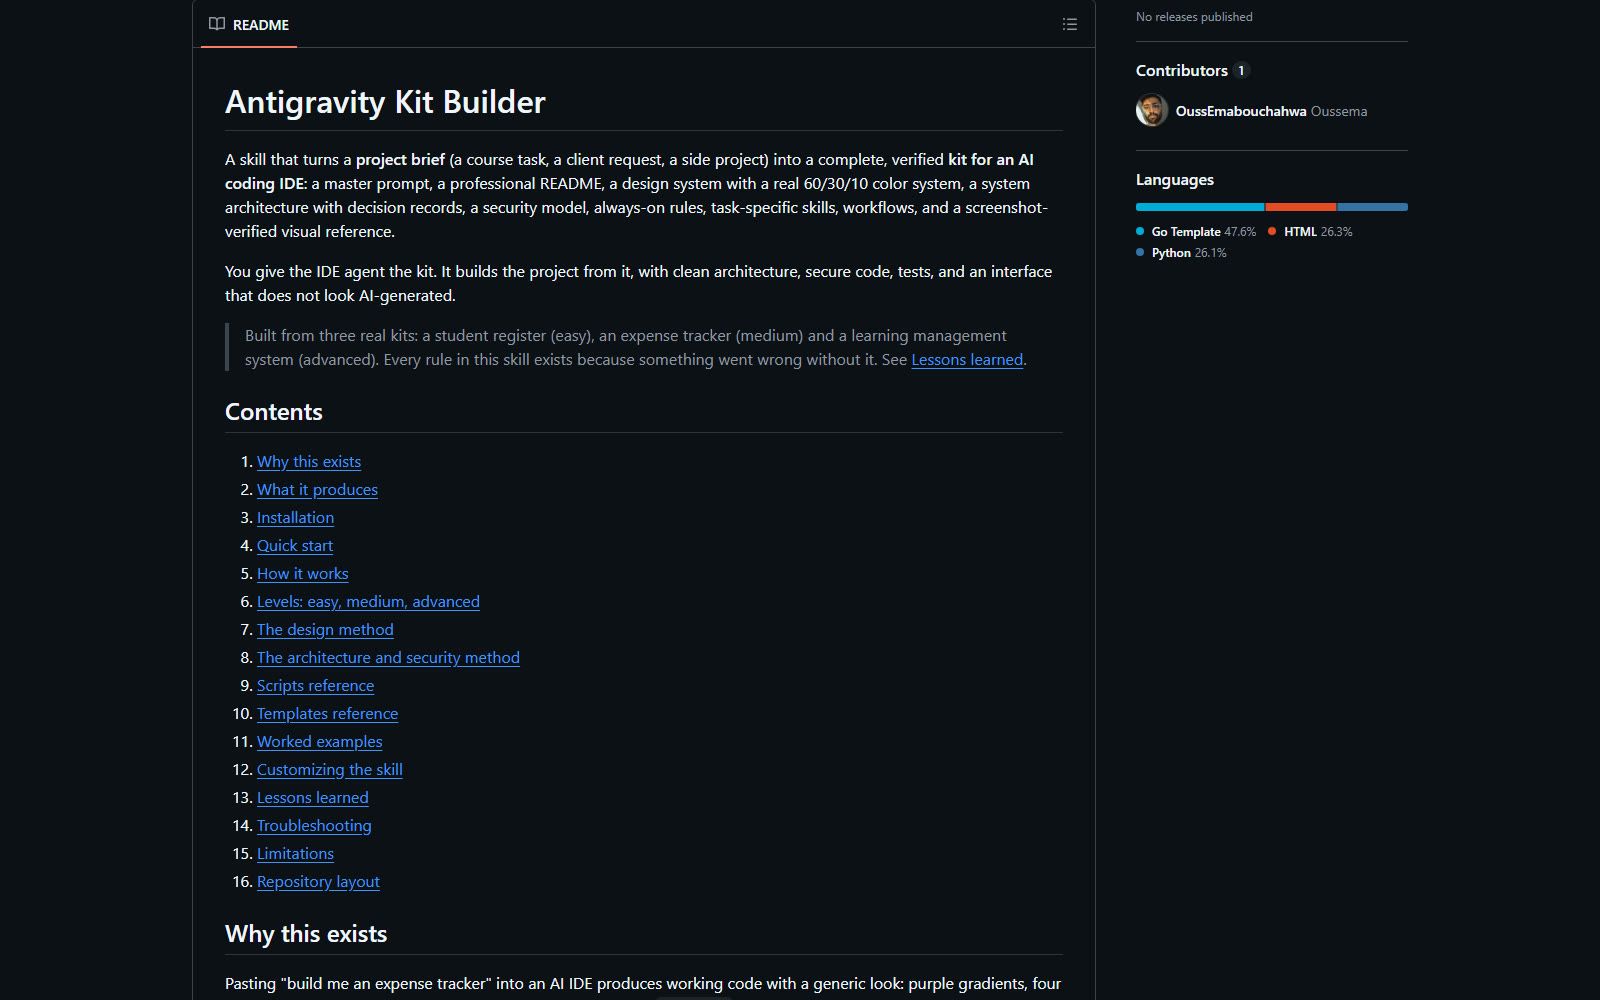 README
Antigravity Kit Builder
A skill that turns a project brief (a course task, a client request, a side project) into a complete, verified kit for an AI
coding IDE: a master prompt, a professional README, a design system with a real 60/30/10 color system, a system
architecture with decision records, a security model, always-on rules, task-specific skills, workflows, and a screenshot-
verified visual reference.
You give the IDE agent the kit. It builds the project from it, with clean architecture, secure code, tests, and an interface
that does not look AI-generated.
Built from three real kits: a student register (easy), an expense tracker (medium) and a learning management
system (advanced). Every rule in this skill exists because something went wrong without it. See Lessons learned.
Contents
1. Why this exists
2. What it produces
3. Installation
4. Quick start
5. How it works
6. Levels: easy, medium, advanced
7. The design method
8. The architecture and security method
9. Scripts reference
10. Templates reference
11. Worked examples
12. Customizing the skill
13. Lessons learned
14. Troubleshooting
15. Limitations
16. Repository layout
Why this exists
Pasting "build me an expense tracker" into an AI IDE produces working code with a generic look: purple gradients, four
No releases published
Contributors 1
OussEmabouchahwa Oussema
Languages
Go Template 47.6% HTML 26.3%
Python 26.1%